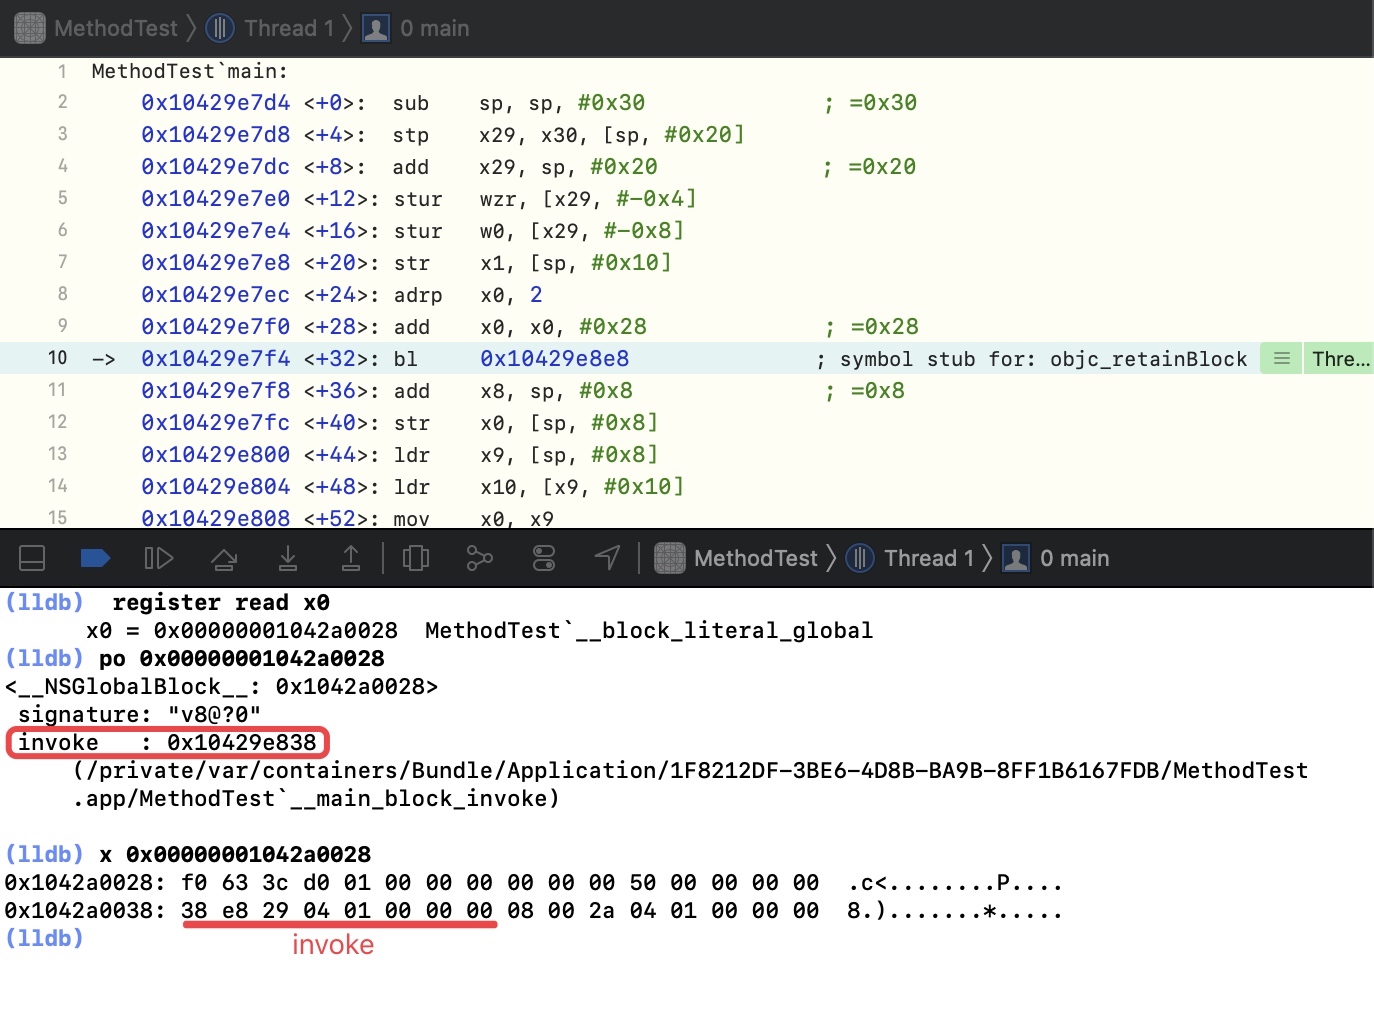 MethodTest 〉 Thread 1 〉 0 main
1 MethodTest`main:
2 0x10429e7d4 <+0>: sub sp, sp, #0x30 ; =0x30
3 0x10429e7d8 <+4>: stp x29, x30, [sp, #0x20]
4 0x10429e7dc <+8>: add x29, sp, #0x20 ; =0x20
5 0x10429e7e0 <+12>: stur wzr, [x29, #-0x4]
6 0x10429e7e4 <+16>: stur w0, [x29, #-0x8]
7 0x10429e7e8 <+20>: str x1, [sp, #0x10]
8 0x10429e7ec <+24>: adrp x0, 2
9 0x10429e7f0 <+28>: add x0, x0, #0x28 ; =0x28
10 -> 0x10429e7f4 <+32>: bl 0x10429e8e8 ; symbol stub for: objc_retainBlock Thre...
11 0x10429e7f8 <+36>: add x8, sp, #0x8 ; =0x8
12 0x10429e7fc <+40>: str x0, [sp, #0x8]
13 0x10429e800 <+44>: ldr x9, [sp, #0x8]
14 0x10429e804 <+48>: ldr x10, [x9, #0x10]
15 0x10429e808 <+52>: mov x0, x9
MethodTest 〉 Thread 1 〉 0 main
(lldb) register read x0
x0 = 0x00000001042a0028 MethodTest`__block_literal_global
(lldb) po 0x00000001042a0028
<__NSGlobalBlock__: 0x1042a0028>
signature: "v8@?0"
invoke : 0x10429e838
(/private/var/containers/Bundle/Application/1F8212DF-3BE6-4D8B-BA9B-8FF1B6167FDB/MethodTest
.app/MethodTest`__main_block_invoke)
(lldb) x 0x00000001042a0028
0x1042a0028: f0 63 3c d0 01 00 00 00 00 00 00 50 00 00 00 00 .c<........P....
0x1042a0038: 38 e8 29 04 01 00 00 00 08 00 2a 04 01 00 00 00 8.).......*.....
(lldb)
invoke